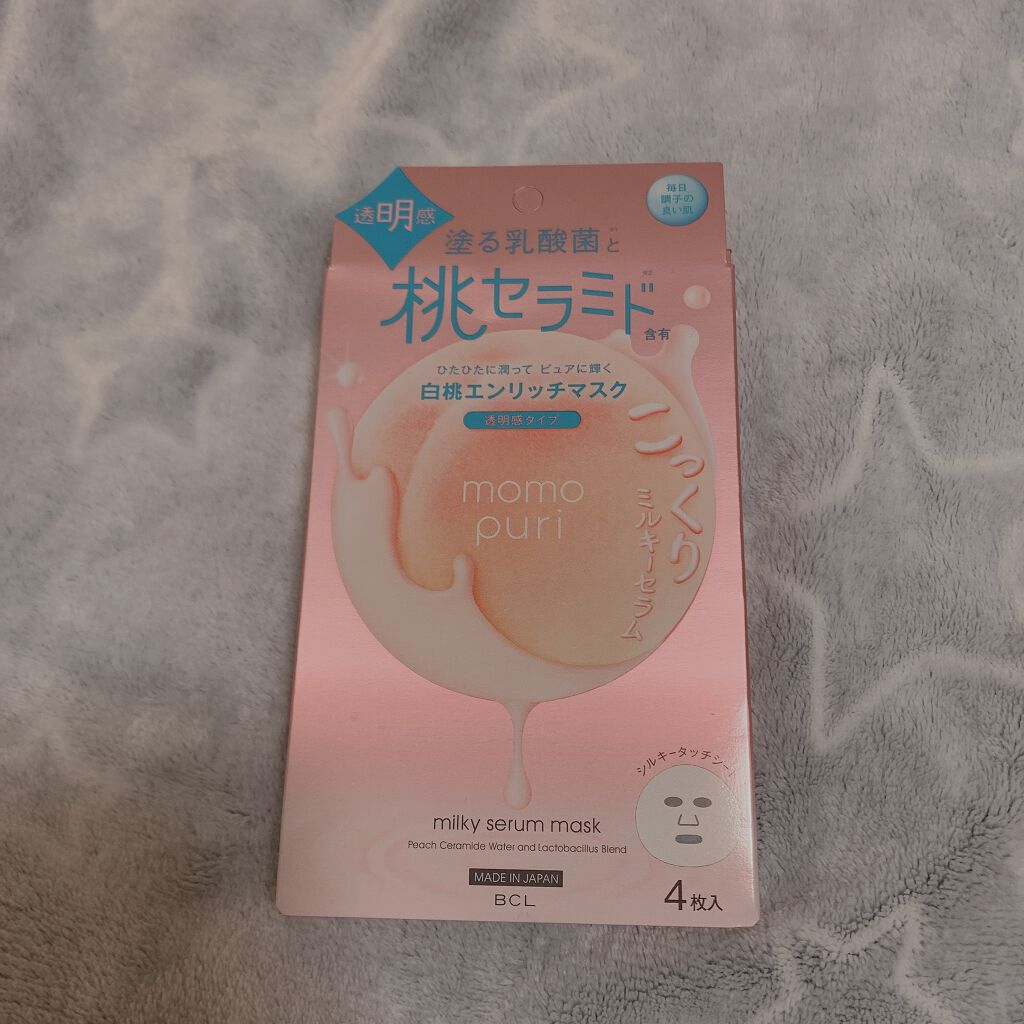 透明感
毎日
調子の
良い肌
塗る乳酸菌※1と
桃セラミド※2
含有
ひたひたに潤って ピュアに輝く
白桃エンリッチマスク
透明感タイプ
こっくり
ミルキーセラム
momo
puri
シルキータッチシート
milky serum mask
Peach Ceramide Water and Lactobacillus Blend
MADE IN JAPAN
BCL
4枚入